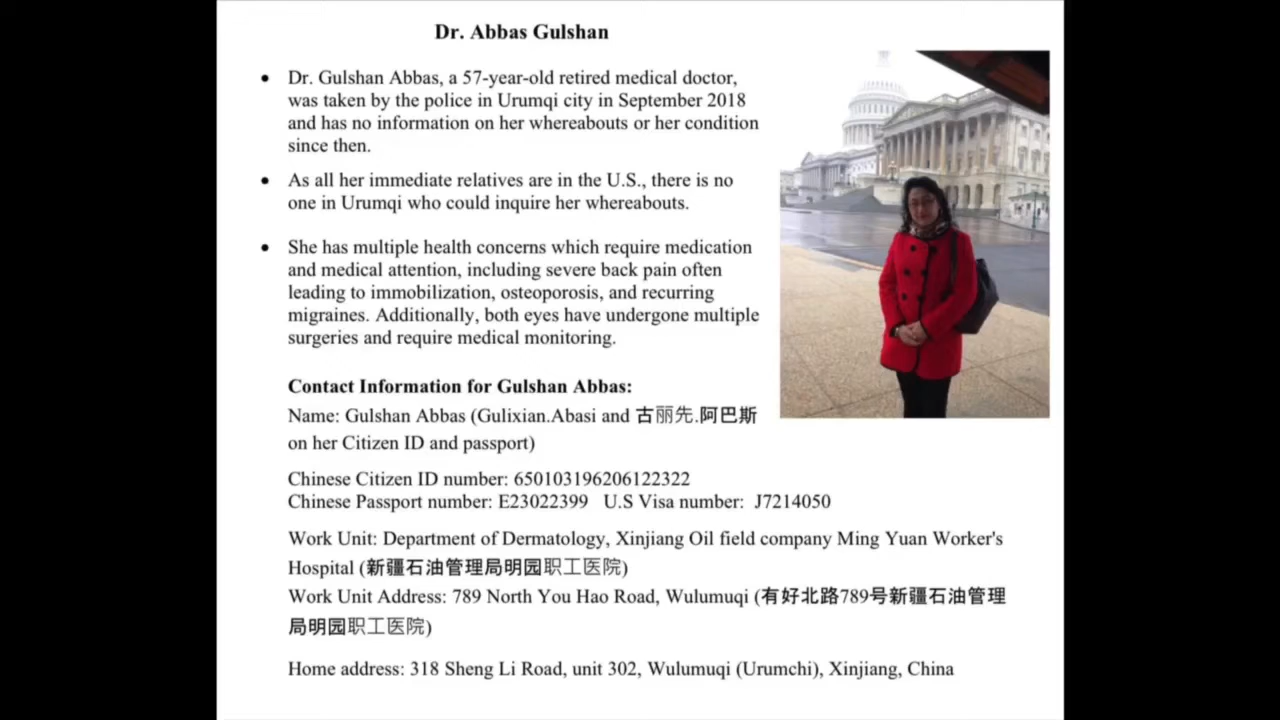 Dr. Abbas Gulshan
• Dr. Gulshan Abbas, a 57-year-old retired medical doctor,
was taken by the police in Urumqi city in September 2018
and has no information on her whereabouts or her condition
since then.
• As all her immediate relatives are in the U.S., there is no
one in Urumqi who could inquire her whereabouts.
• She has multiple health concerns which require medication
and medical attention, including severe back pain often
leading to immobilization, osteoporosis, and recurring
migraines. Additionally, both eyes have undergone multiple
surgeries and require medical monitoring.
Contact Information for Gulshan Abbas:
Name: Gulshan Abbas (Gulixian.Abasi and 古丽先.阿巴斯
on her Citizen ID and passport)
Chinese Citizen ID number: 650103196206122322
Chinese Passport number: E23022399 U.S Visa number: J7214050
Work Unit: Department of Dermatology, Xinjiang Oil field company Ming Yuan Worker's
Hospital (新疆石油管理局明园职工医院)
Work Unit Address: 789 North You Hao Road, Wulumuqi (有好北路789号新疆石油管理
局明园职工医院)
Home address: 318 Sheng Li Road, unit 302, Wulumuqi (Urumchi), Xinjiang, China